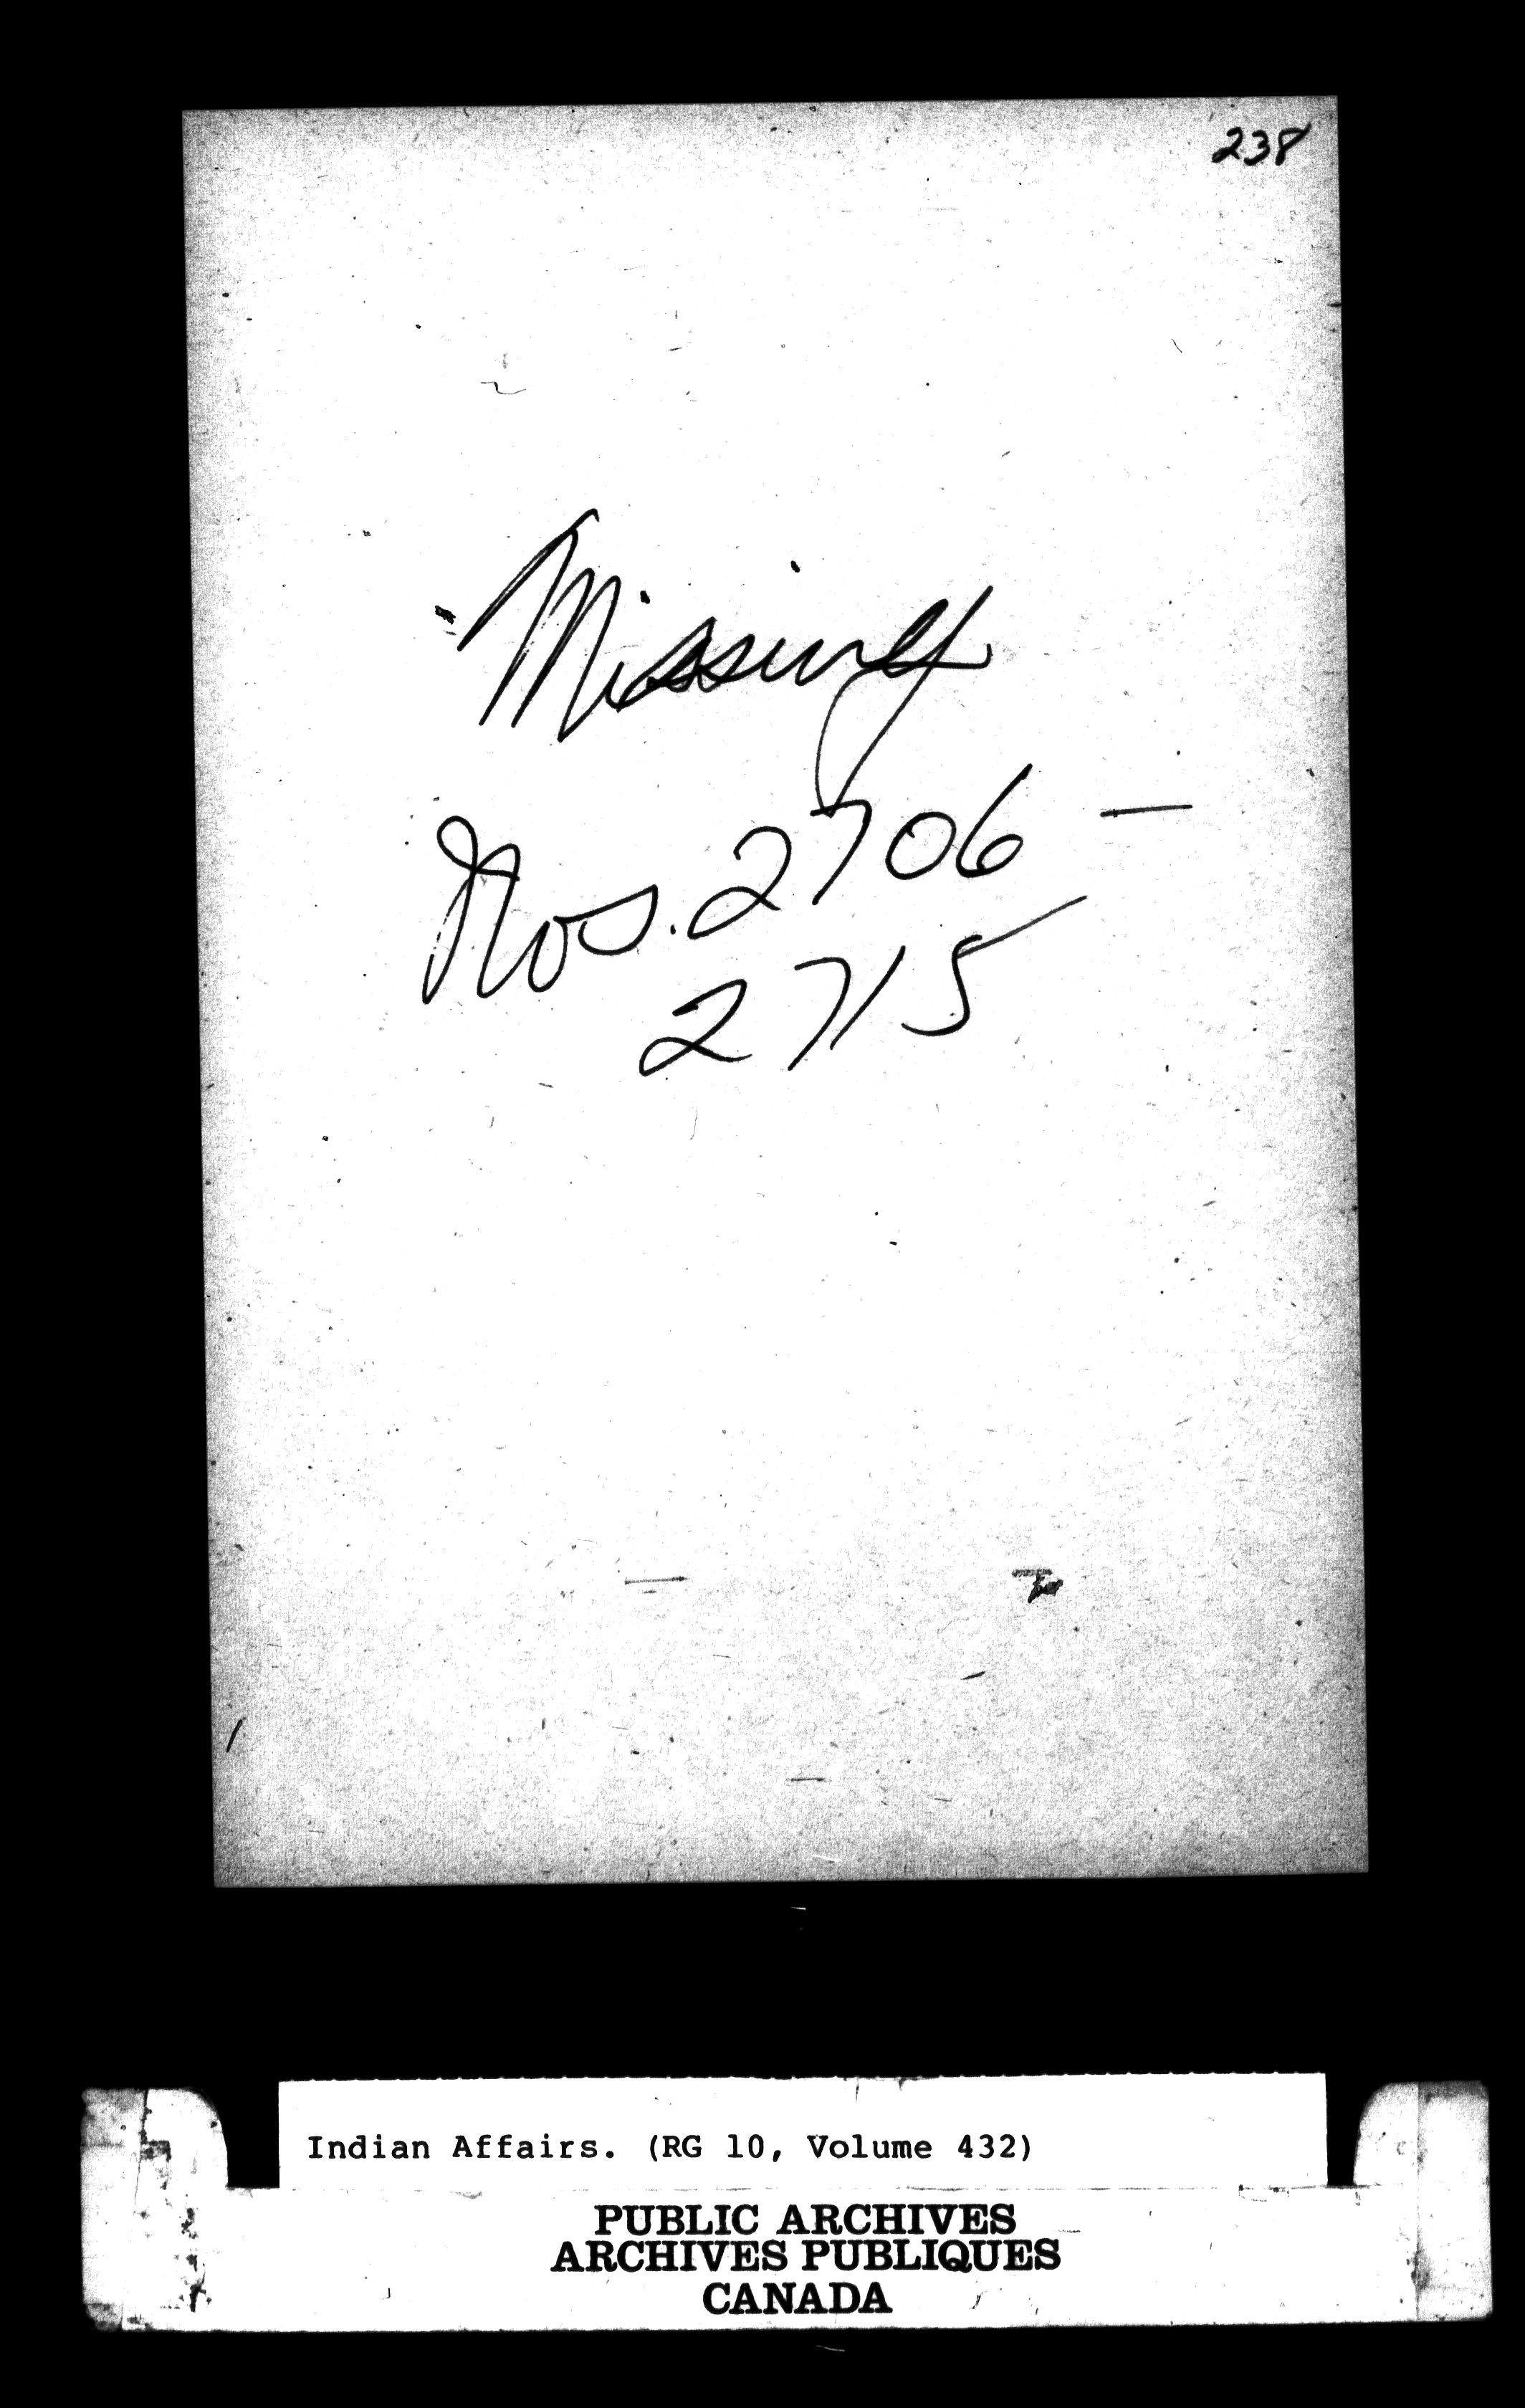 238
Missing
Nos. 2706 -
2715
Indian Affairs. (RG 10, Volume 432)
PUBLIC ARCHIVES
ARCHIVES PUBLIQUES
CANADA